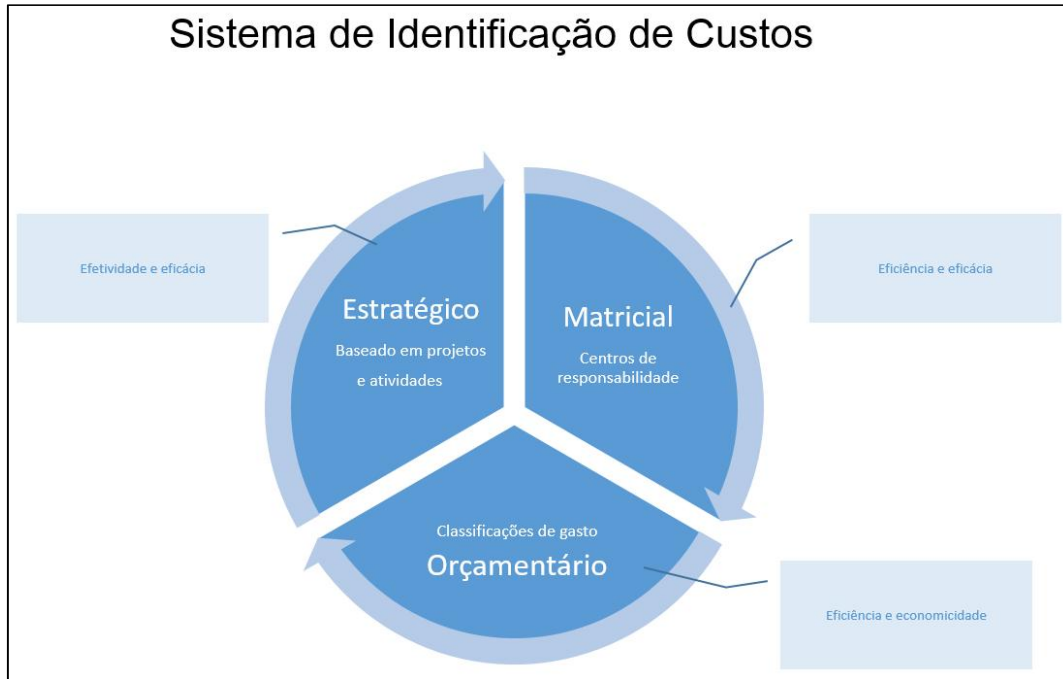 Sistema de Identificação de Custos
Efetividade e eficácia
Estratégico
Baseado em projetos
e atividades
Matricial
Centros de
responsabilidade
Eficiência e eficácia
Classificações de gasto
Orçamentário
Eficiência e economicidade